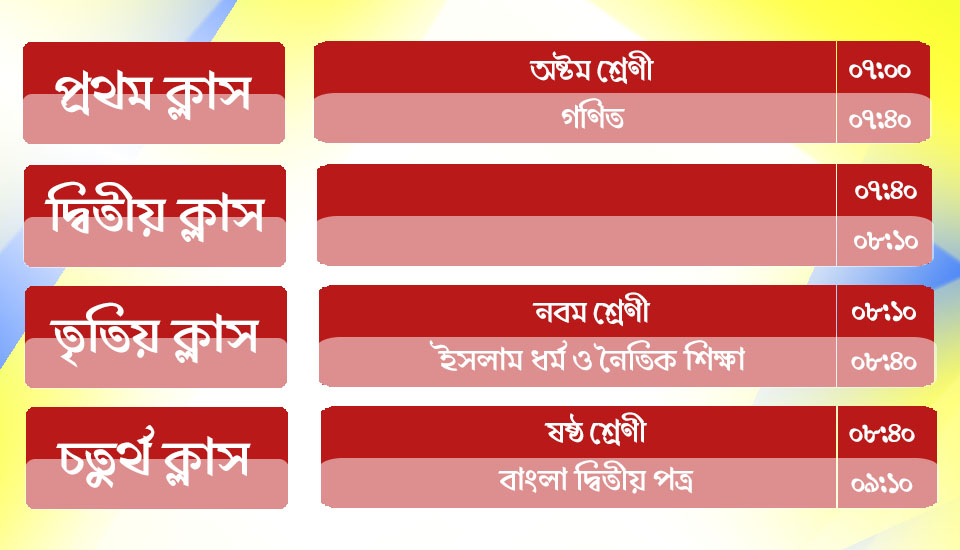 প্রথম ক্লাস
অষ্টম শ্রেণী
০৭:০০
গণিত
০৭:৪০
দ্বিতীয় ক্লাস
০৭:৪০
০৮:১০
তৃতিয় ক্লাস
নবম শ্রেণী
০৮:১০
ইসলাম ধর্ম ও নৈতিক শিক্ষা
০৮:৪০
চতুর্থ ক্লাস
ষষ্ঠ শ্রেণী
০৮:৪০
বাংলা দ্বিতীয় পত্র
০৯:১০